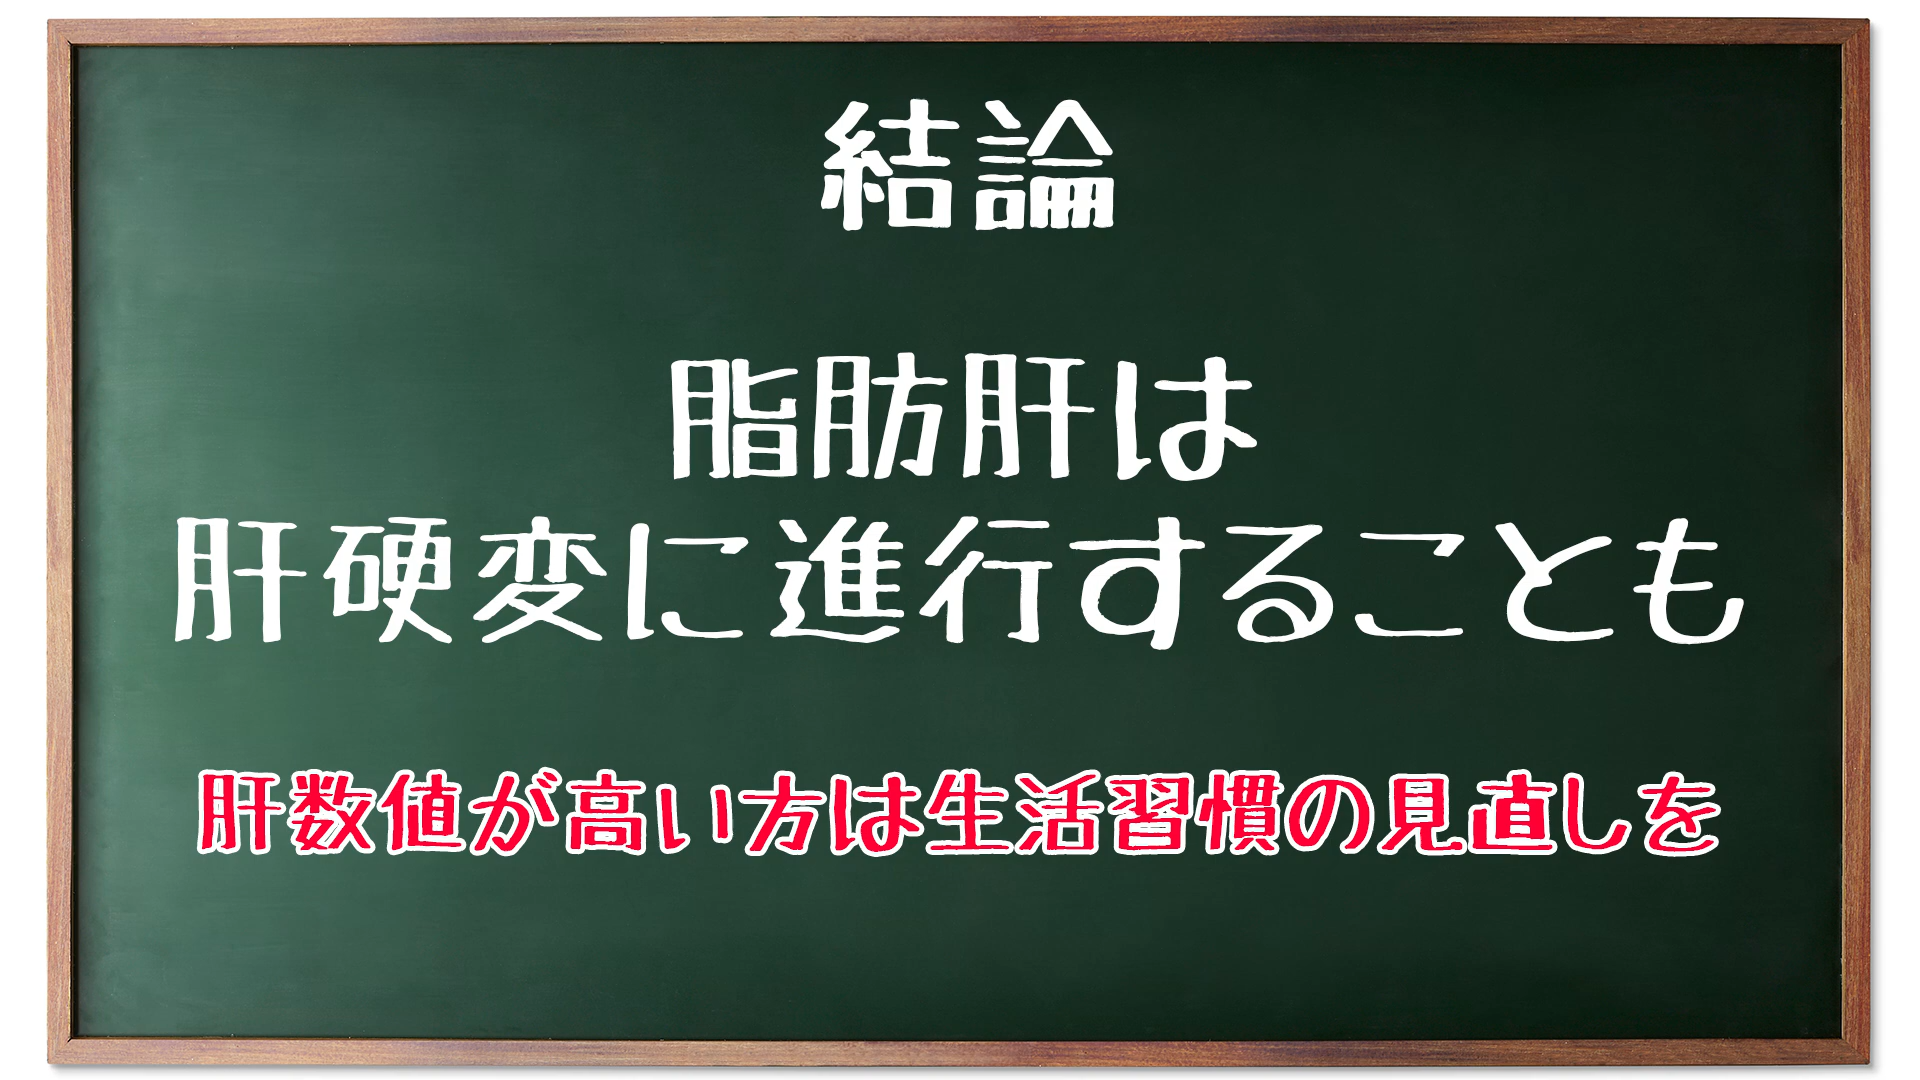 結論
脂肪肝は
肝硬変に進行することも
肝数値が高い方は生活習慣の見直しを